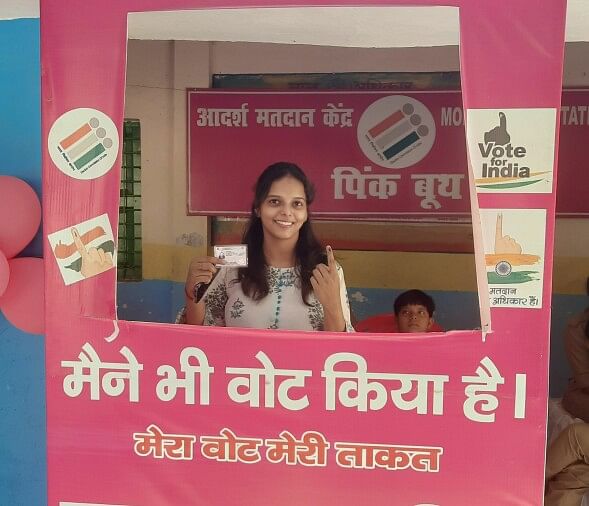 आदर्श मतदान केंद्र
MO
TATI
पिंक बूथ
Vote
for
India
मतदान
अधिकार हैं।
मैने भी वोट किया है।
मेरा वोट मेरी ताकत